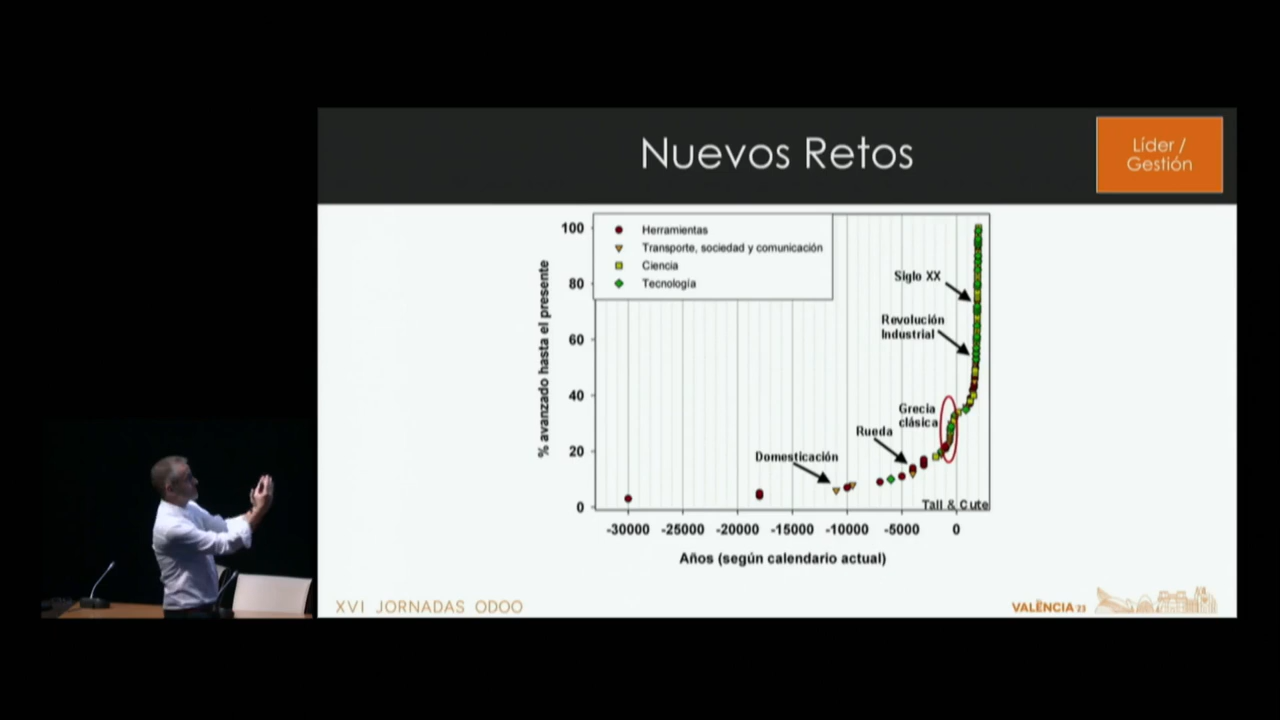 Nuevos Retos
Líder /
Gestión
% avanzado hasta el presente
100
80
60
40
20
0
Herramientas
Transporte, sociedad y comunicación
Ciencia
Tecnología
Siglo XX
Revolución
Industrial
Grecia
clásica
Rueda
Domesticación
Tall & Cute
-30000 -25000 -20000 -15000 -10000 -5000 0
Años (según calendario actual)
XVI JORNADAS ODOO
VALÈNCIA 23